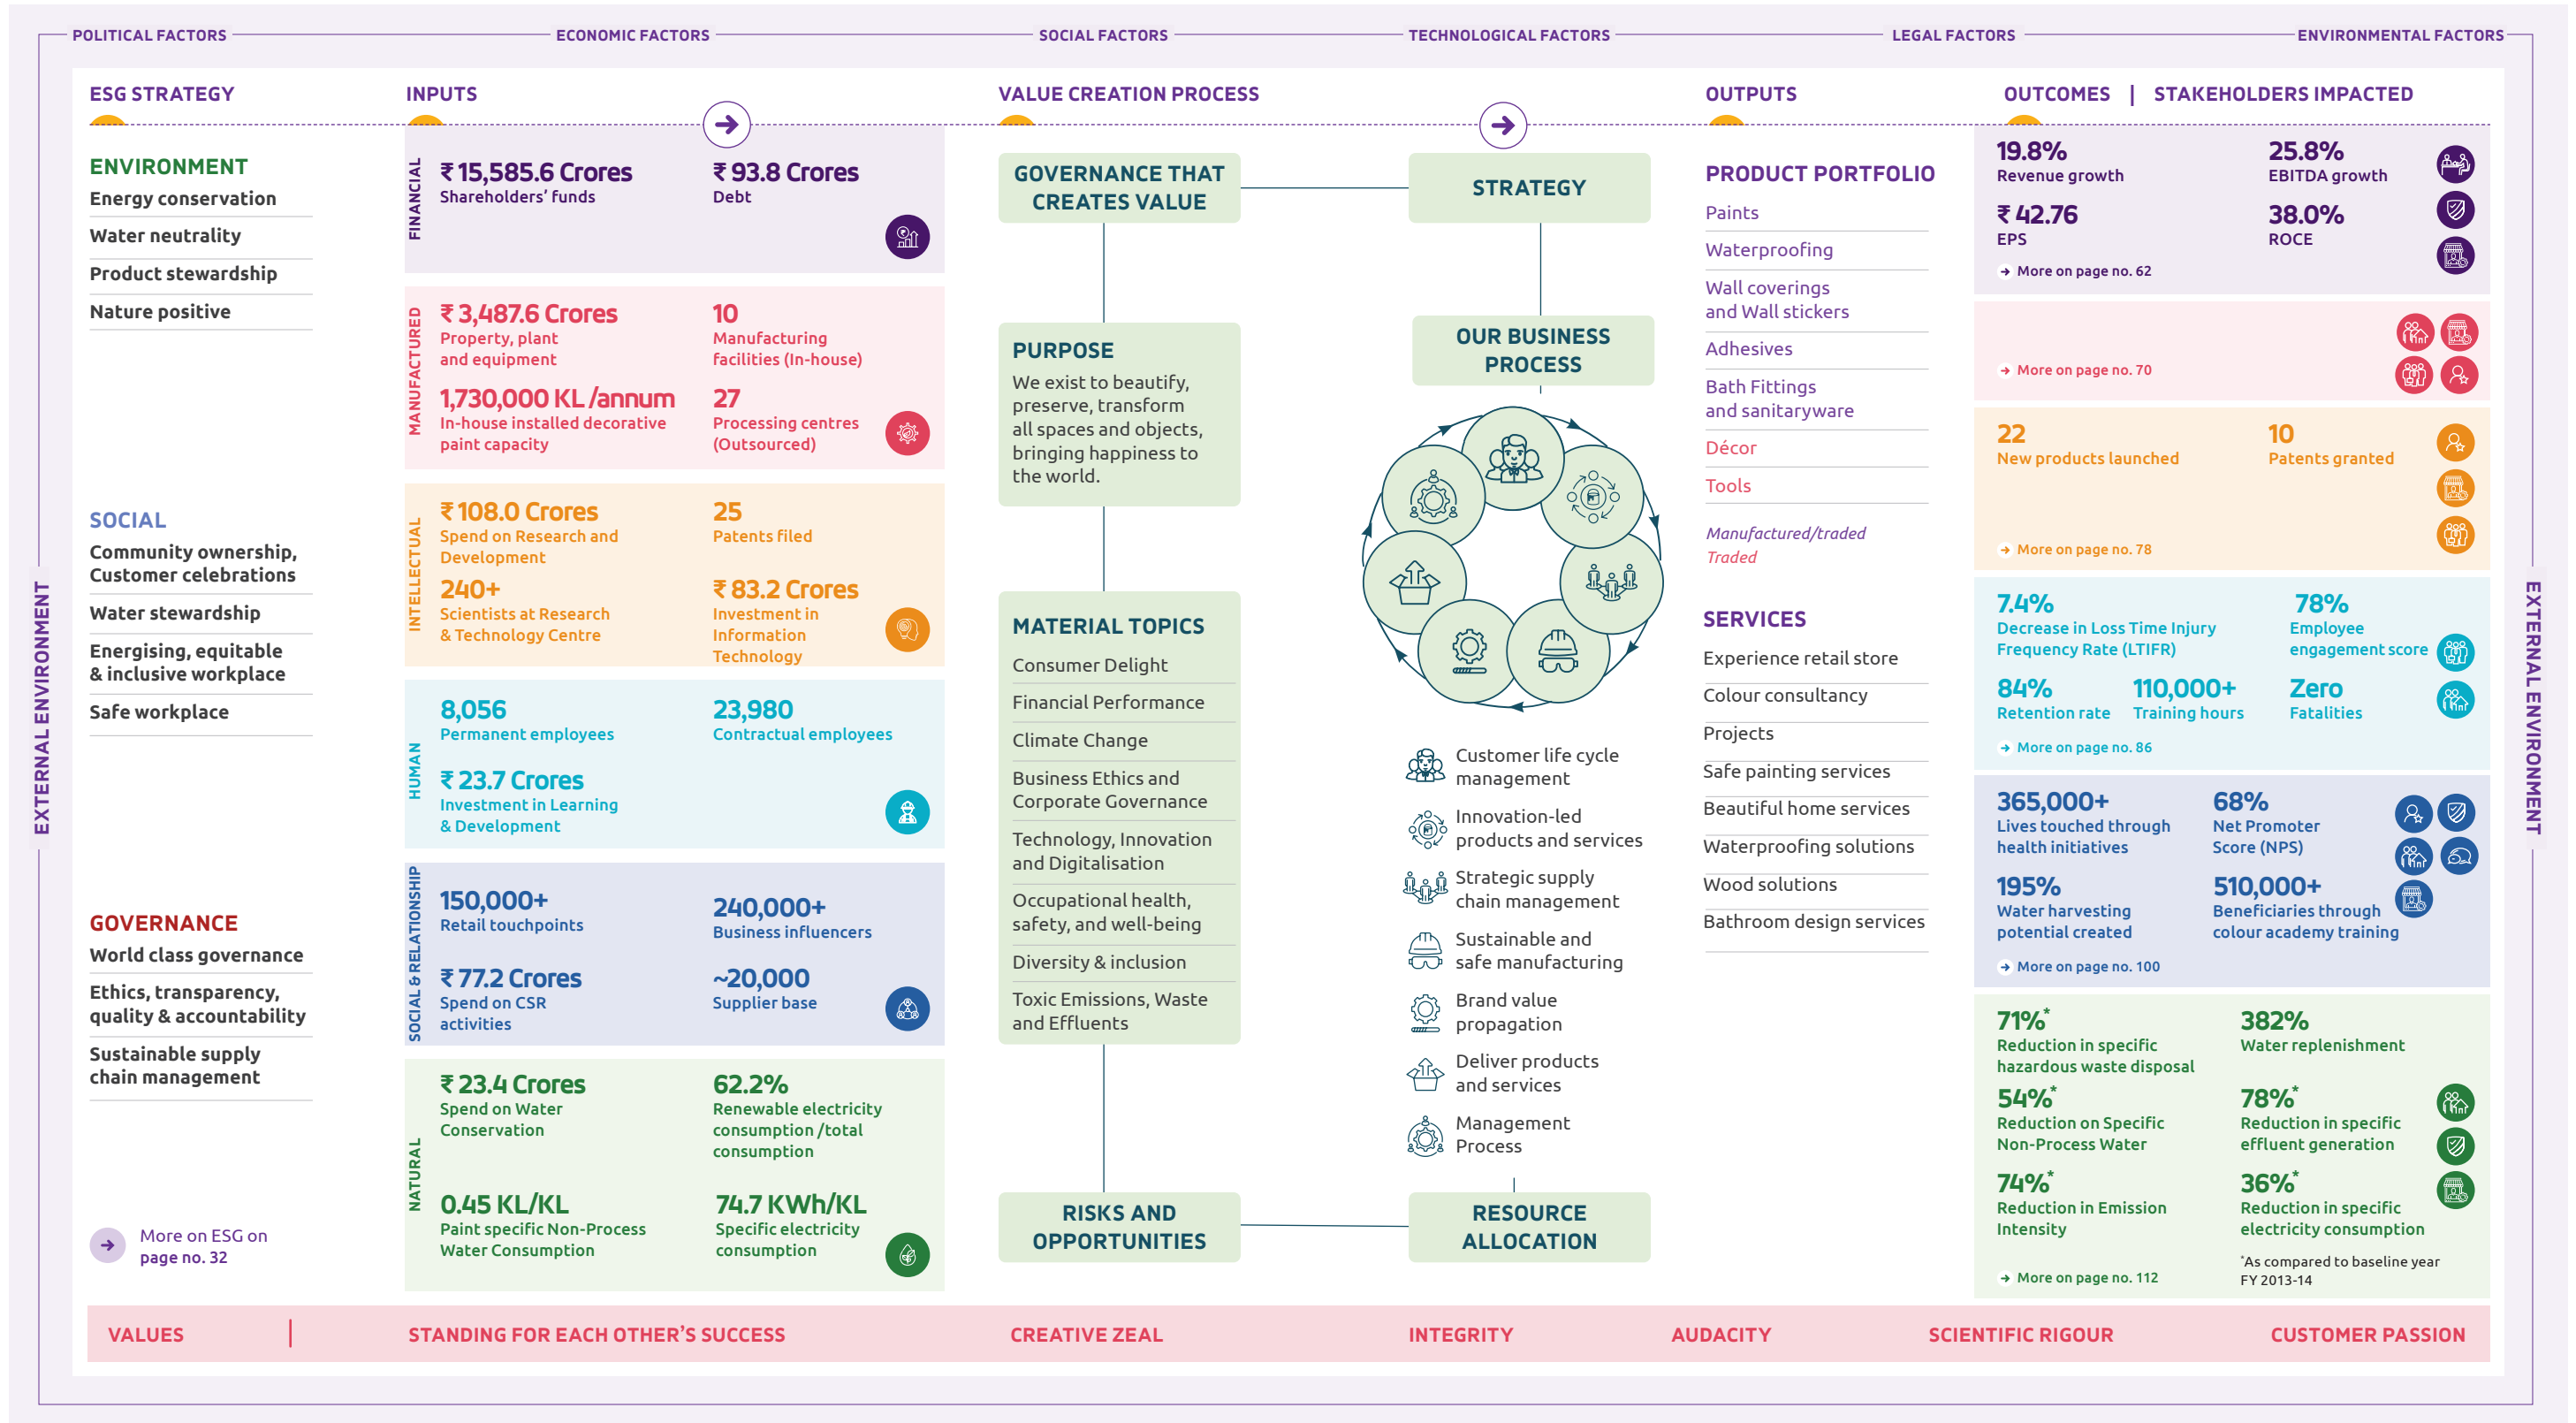 POLITICAL FACTORS
ECONOMIC FACTORS
SOCIAL FACTORS
TECHNOLOGICAL FACTORS
LEGAL FACTORS
ENVIRONMENTAL FACTORS
EXTERNAL ENVIRONMENT
ESG STRATEGY
ENVIRONMENT
Energy conservation
Water neutrality
Product stewardship
Nature positive
SOCIAL
Community ownership,
Customer celebrations
Water stewardship
Energising, equitable
& inclusive workplace
Safe workplace
GOVERNANCE
World class governance
Ethics, transparency,
quality & accountability
Sustainable supply
chain management
More on ESG on
page no. 32
INPUTS
FINANCIAL
₹ 15,585.6 Crores
Shareholders’ funds
₹ 93.8 Crores
Debt
MANUFACTURED
₹ 3,487.6 Crores
Property, plant
and equipment
10
Manufacturing
facilities (In-house)
1,730,000 KL /annum
In-house installed decorative
paint capacity
27
Processing centres
(Outsourced)
INTELLECTUAL
₹ 108.0 Crores
Spend on Research and
Development
25
Patents filed
240+
Scientists at Research
& Technology Centre
₹ 83.2 Crores
Investment in
Information
Technology
HUMAN
8,056
Permanent employees
23,980
Contractual employees
₹ 23.7 Crores
Investment in Learning
& Development
SOCIAL & RELATIONSHIP
150,000+
Retail touchpoints
240,000+
Business influencers
₹ 77.2 Crores
Spend on CSR
activities
~20,000
Supplier base
NATURAL
₹ 23.4 Crores
Spend on Water
Conservation
62.2%
Renewable electricity
consumption /total
consumption
0.45 KL/KL
Paint specific Non-Process
Water Consumption
74.7 KWh/KL
Specific electricity
consumption
VALUE CREATION PROCESS
GOVERNANCE THAT
CREATES VALUE
STRATEGY
PURPOSE
We exist to beautify,
preserve, transform
all spaces and objects,
bringing happiness to
the world.
OUR BUSINESS
PROCESS
MATERIAL TOPICS
Consumer Delight
Financial Performance
Climate Change
Business Ethics and
Corporate Governance
Technology, Innovation
and Digitalisation
Occupational health,
safety, and well-being
Diversity & inclusion
Toxic Emissions, Waste
and Effluents
Customer life cycle
management
Innovation-led
products and services
Strategic supply
chain management
Sustainable and
safe manufacturing
Brand value
propagation
Deliver products
and services
Management
Process
RISKS AND
OPPORTUNITIES
RESOURCE
ALLOCATION
OUTPUTS
PRODUCT PORTFOLIO
Paints
Waterproofing
Wall coverings
and Wall stickers
Adhesives
Bath Fittings
and sanitaryware
Décor
Tools
Manufactured/traded
Traded
SERVICES
Experience retail store
Colour consultancy
Projects
Safe painting services
Beautiful home services
Waterproofing solutions
Wood solutions
Bathroom design services
OUTCOMES | STAKEHOLDERS IMPACTED
19.8%
Revenue growth
25.8%
EBITDA growth
₹ 42.76
EPS
38.0%
ROCE
More on page no. 62
More on page no. 70
22
New products launched
10
Patents granted
More on page no. 78
7.4%
Decrease in Loss Time Injury
Frequency Rate (LTIFR)
78%
Employee
engagement score
84%
Retention rate
110,000+
Training hours
Zero
Fatalities
More on page no. 86
365,000+
Lives touched through
health initiatives
68%
Net Promoter
Score (NPS)
195%
Water harvesting
potential created
510,000+
Beneficiaries through
colour academy training
More on page no. 100
71%*
Reduction in specific
hazardous waste disposal
382%
Water replenishment
54%*
Reduction on Specific
Non-Process Water
78%*
Reduction in specific
effluent generation
74%*
Reduction in Emission
Intensity
36%*
Reduction in specific
electricity consumption
*As compared to baseline year
FY 2013-14
More on page no. 112
EXTERNAL ENVIRONMENT
VALUES
STANDING FOR EACH OTHER’S SUCCESS
CREATIVE ZEAL
INTEGRITY
AUDACITY
SCIENTIFIC RIGOUR
CUSTOMER PASSION